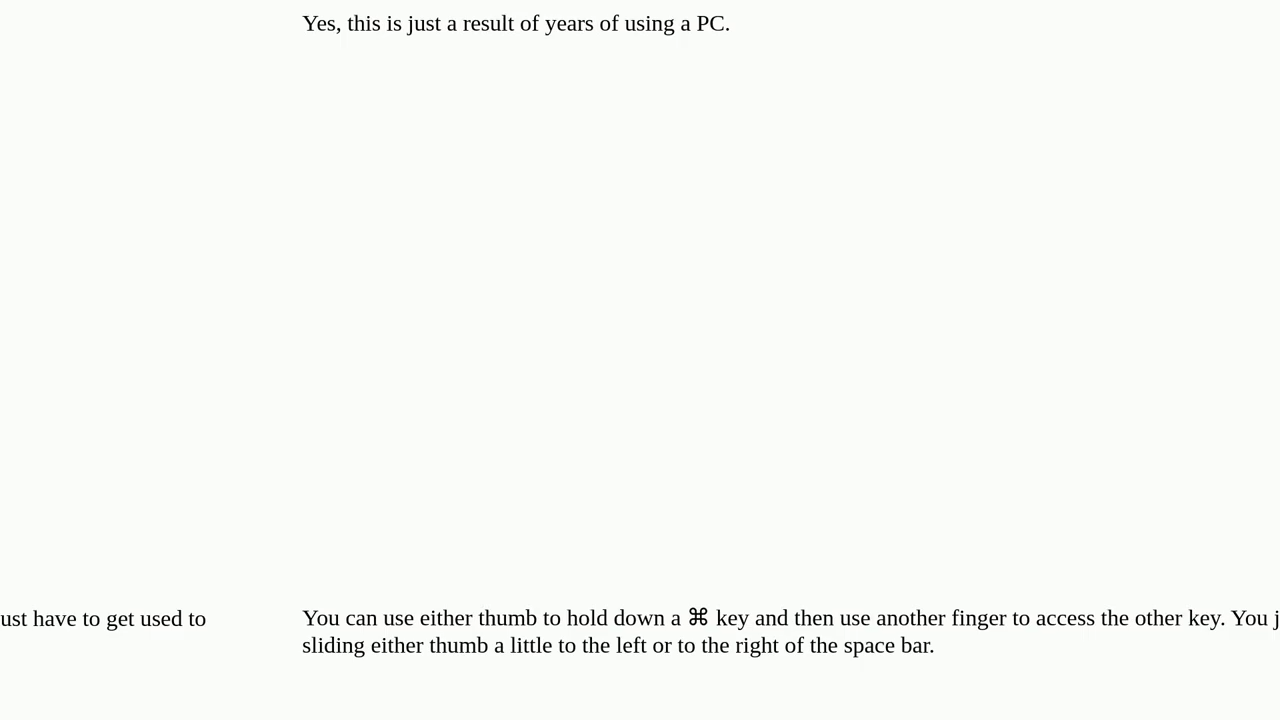 Yes, this is just a result of years of using a PC.
ust have to get used to
You can use either thumb to hold down a ⌘ key and then use another finger to access the other key. You j
sliding either thumb a little to the left or to the right of the space bar.